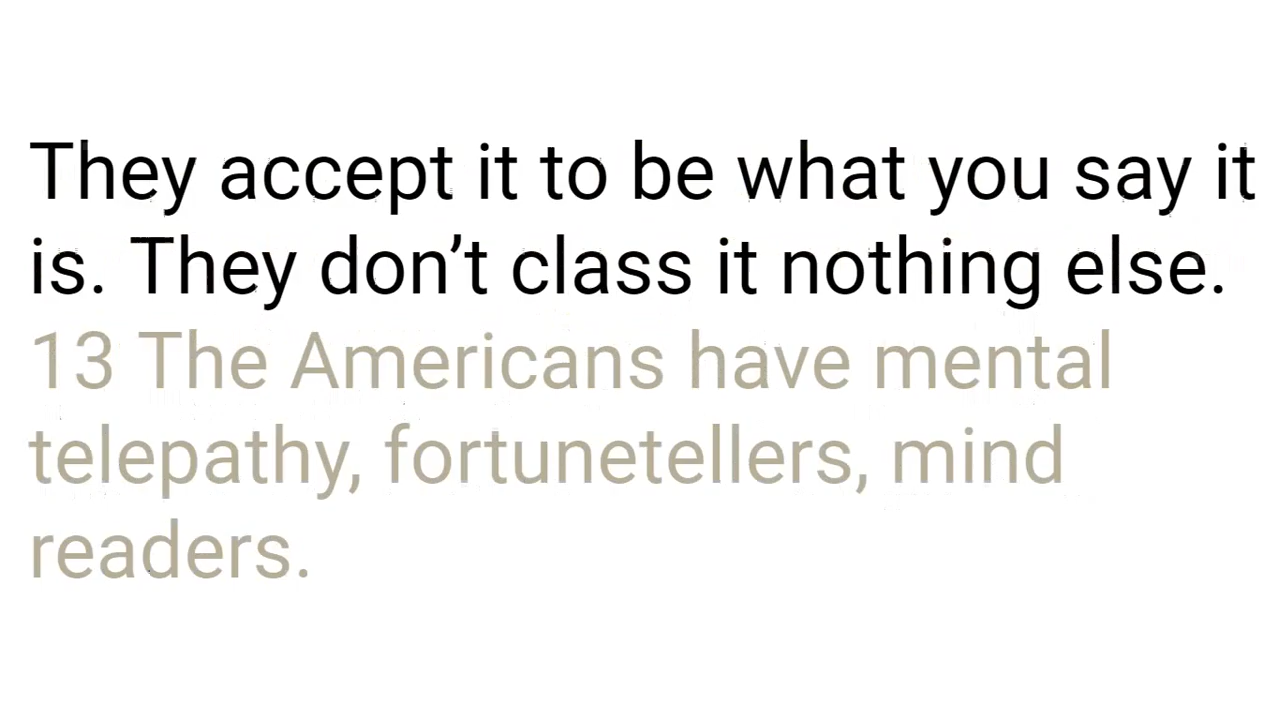 They accept it to be what you say it
is. They don’t class it nothing else.
13 The Americans have mental
telepathy, fortunetellers, mind
readers.